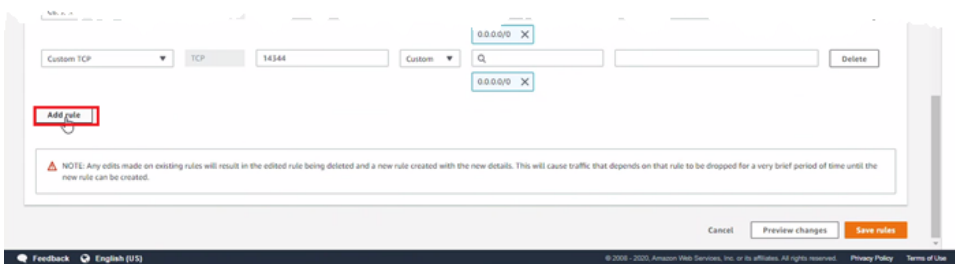 0.0.0.0/0 X
Custom TCP TCP 14344 Custom Delete
0.0.0.0/0 X
Add rule
NOTE: Any edits made on existing rules will result in the edited rule being deleted and a new rule created with the new details. This will cause traffic that depends on that rule to be dropped for a very brief period of time until the
new rule can be created.
Cancel Preview changes Save rules
Feedback English (US) © 2008 - 2020, Amazon Web Services, Inc. or its affiliates. All rights reserved. Privacy Policy Terms of Use